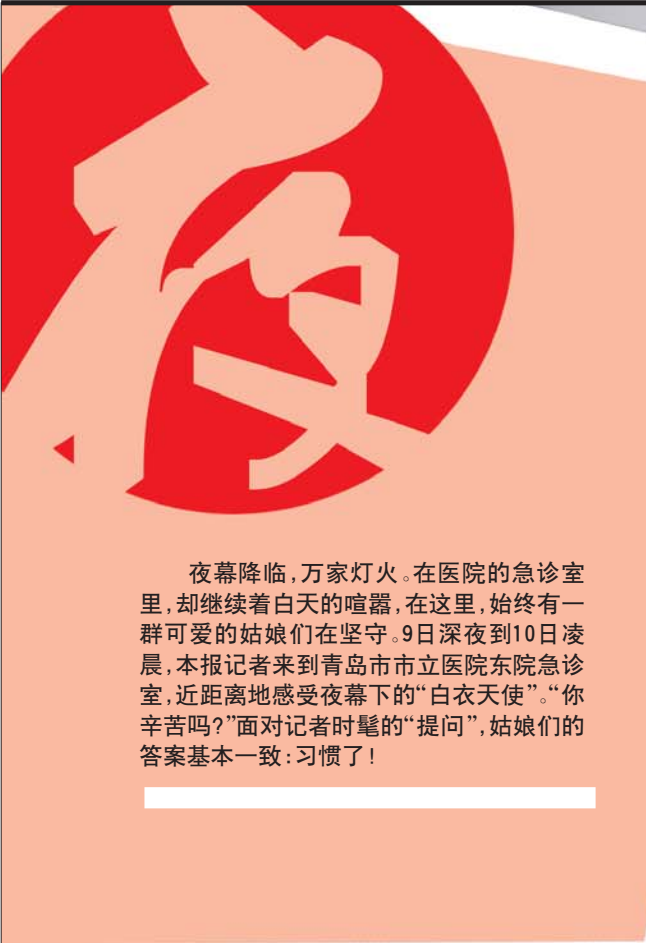 夜
夜幕降临,万家灯火。在医院的急诊室
里,却继续着白天的喧嚣,在这里,始终有一
群可爱的姑娘们在坚守。9日深夜到10日凌
晨,本报记者来到青岛市市立医院东院急诊
室,近距离地感受夜幕下的“白衣天使”。“你
辛苦吗?”面对记者时髦的“提问”,姑娘们的
答案基本一致:习惯了!